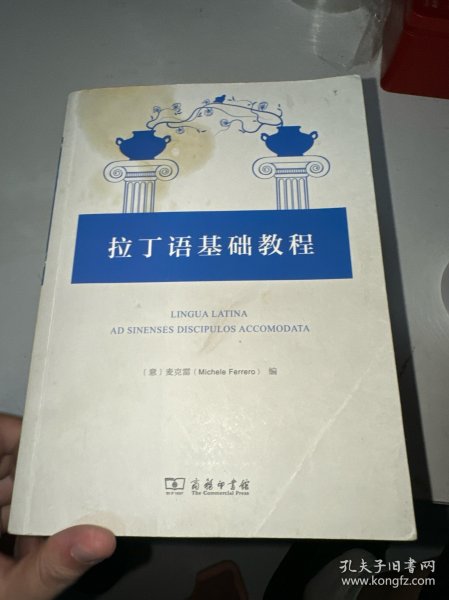 拉丁语基础教程
LINGUA LATINA
AD SINENSES DISCIPULOS ACCOMODATA
〔意〕麦克雷（Michele Ferrero） 编
商务印书馆
The Commercial Press
孔夫子旧书网
www.kongfz.com